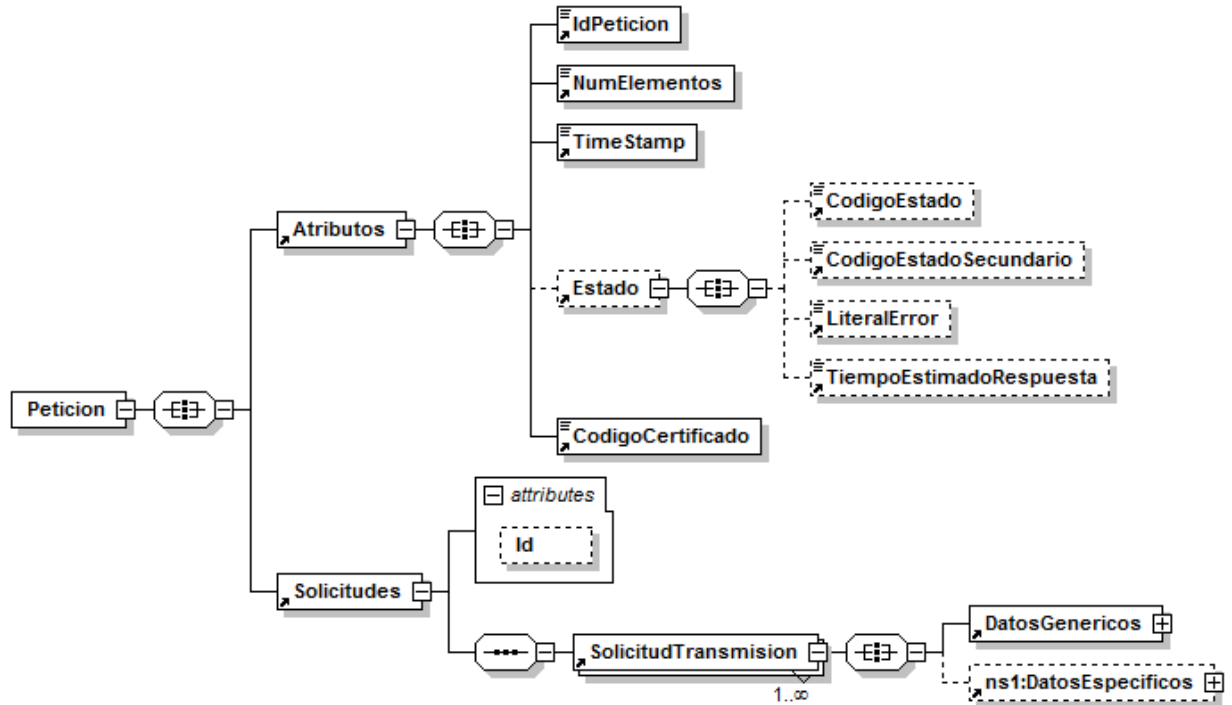 IdPeticion
NumElementos
TimeStamp
CodigoEstado
Atributos
CodigoEstadoSecundario
Estado
LiteralError
TiempoEstimadoRespuesta
Peticion
CodigoCertificado
attributes
Id
Solicitudes
DatosGenericos
SolicitudTransmision
ns1:DatosEspecificos
1..∞